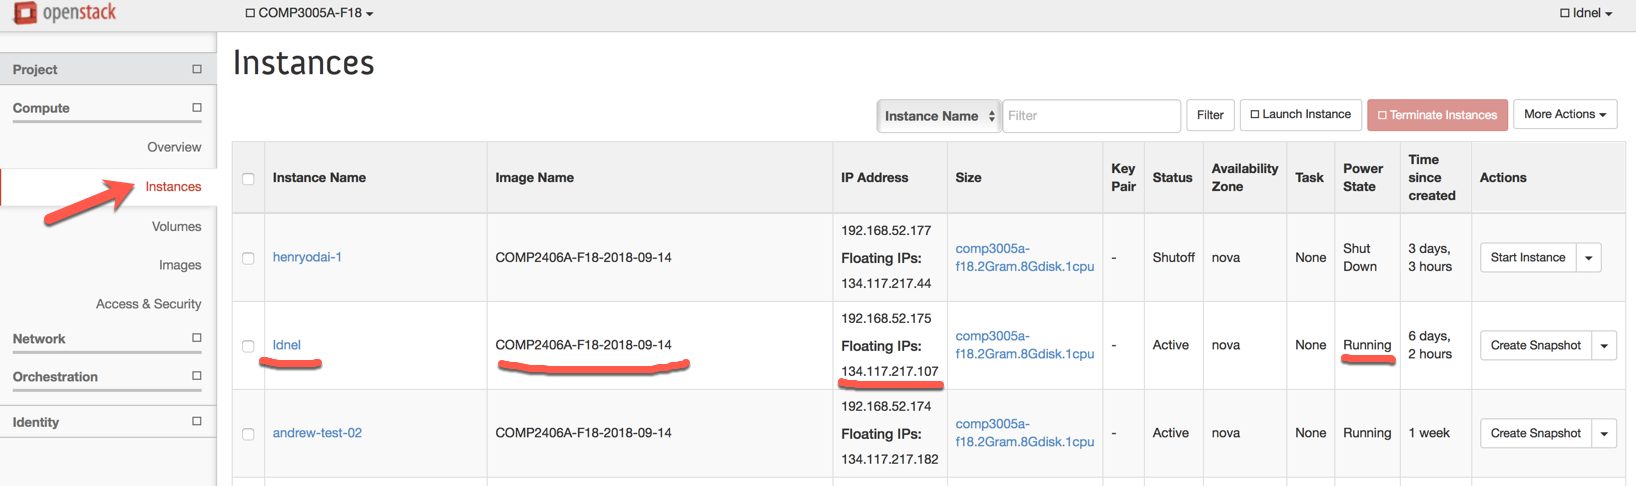 openstack
COMP3005A-F18
ldnel
Project
Compute
Overview
Instances
Volumes
Images
Access & Security
Network
Orchestration
Identity
Instances
Instance Name
Filter
Filter
Launch Instance
Terminate Instances
More Actions
Instance Name
Image Name
IP Address
Size
Key
Pair
Status
Availability
Zone
Task
Power
State
Time
since
created
Actions
henryodai-1
COMP2406A-F18-2018-09-14
192.168.52.177
Floating IPs:
134.117.217.44
comp3005a-
f18.2Gram.8Gdisk.1cpu
-
Shutoff
nova
None
Shut
Down
3 days,
3 hours
Start Instance
ldnel
COMP2406A-F18-2018-09-14
192.168.52.175
Floating IPs:
134.117.217.107
comp3005a-
f18.2Gram.8Gdisk.1cpu
-
Active
nova
None
Running
6 days,
2 hours
Create Snapshot
andrew-test-02
COMP2406A-F18-2018-09-14
192.168.52.174
Floating IPs:
134.117.217.182
comp3005a-
f18.2Gram.8Gdisk.1cpu
-
Active
nova
None
Running
1 week
Create Snapshot